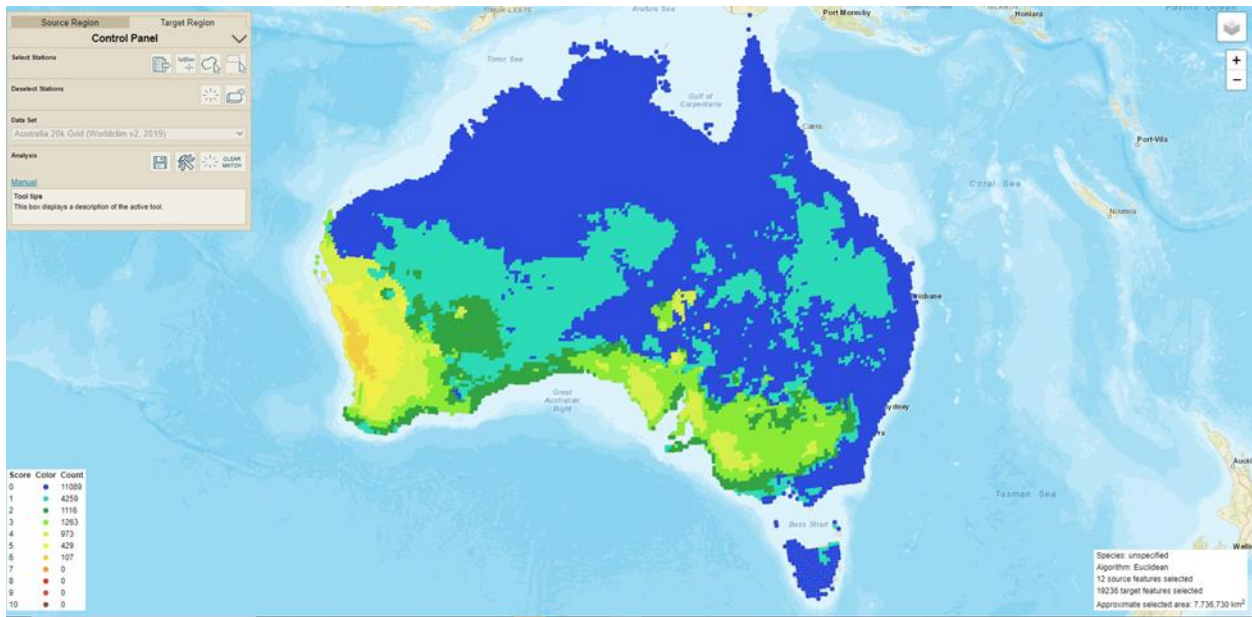 Source Region
Target Region
Control Panel
Select Stations
Deselect Stations
Data Set
Australia 20k Grid (Worldclim v2, 2019)
Analysis
CLEAR
MATCH
Manual
Tool tips
This box displays a description of the active tool.
Timor Sea
Arafura Sea
Port Moresby
Honiara
Gulf of
Carpentaria
Cairns
Port-Vila
Coral Sea
Noumea
Brisbane
Great
Australian
Bight
ydney
ra
Bass Strait
Tasman Sea
Auckl
Welli
+
−
Score Color Count
0 11089
1 4259
2 1116
3 1263
4 973
5 429
6 107
7 0
8 0
9 0
10 0
Species: unspecified
Algorithm: Euclidean
12 source features selected
19236 target features selected
Approximate selected area: 7,736,730 km²